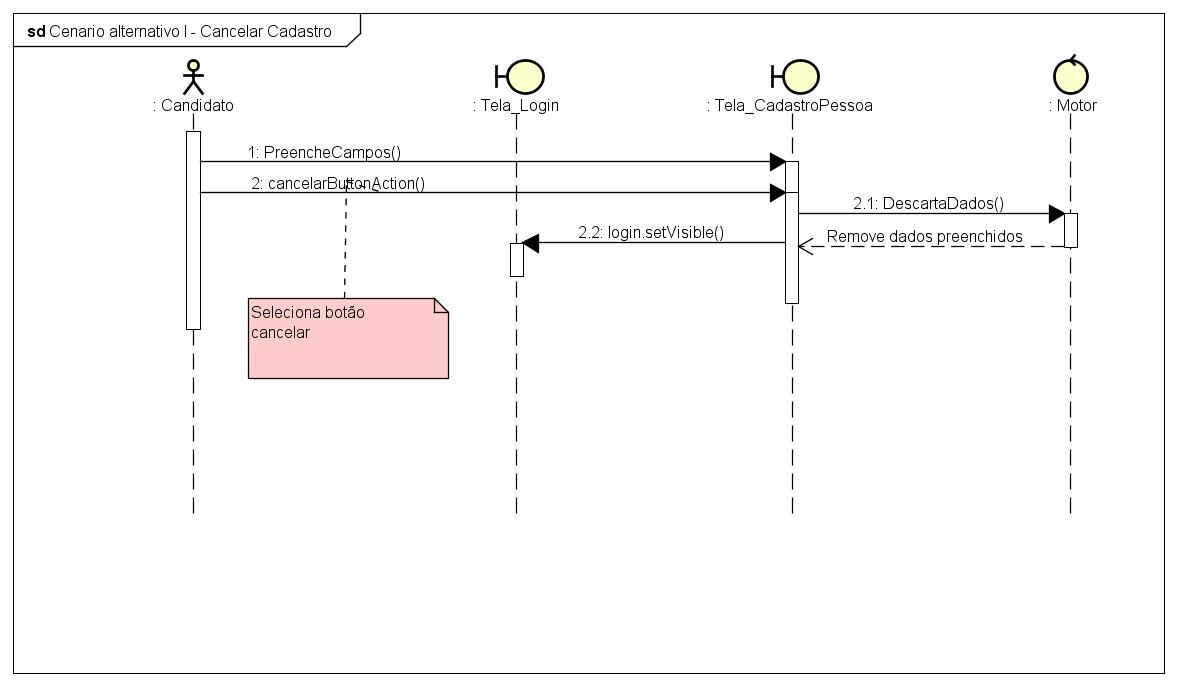 sd Cenario alternativo I - Cancelar Cadastro
: Candidato
: Tela_Login
: Tela_CadastroPessoa
: Motor
1: PreencheCampos()
2: cancelarButtonAction()
2.1: DescartaDados()
2.2: login.setVisible()
Remove dados preenchidos
Seleciona botão
cancelar